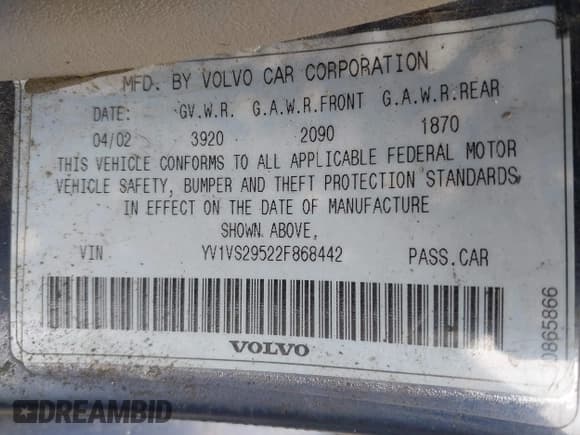 MFD. BY VOLVO CAR CORPORATION
DATE: GV.W.R. G.A.W.R.FRONT G.A.W.R.REAR
04/02 3920 2090 1870
THIS VEHICLE CONFORMS TO ALL APPLICABLE FEDERAL MOTOR
VEHICLE SAFETY, BUMPER AND THEFT PROTECTION STANDARDS
IN EFFECT ON THE DATE OF MANUFACTURE
SHOWN ABOVE,
VIN YV1VS29522F868442 PASS.CAR
VOLVO
0865866
DREAMBID